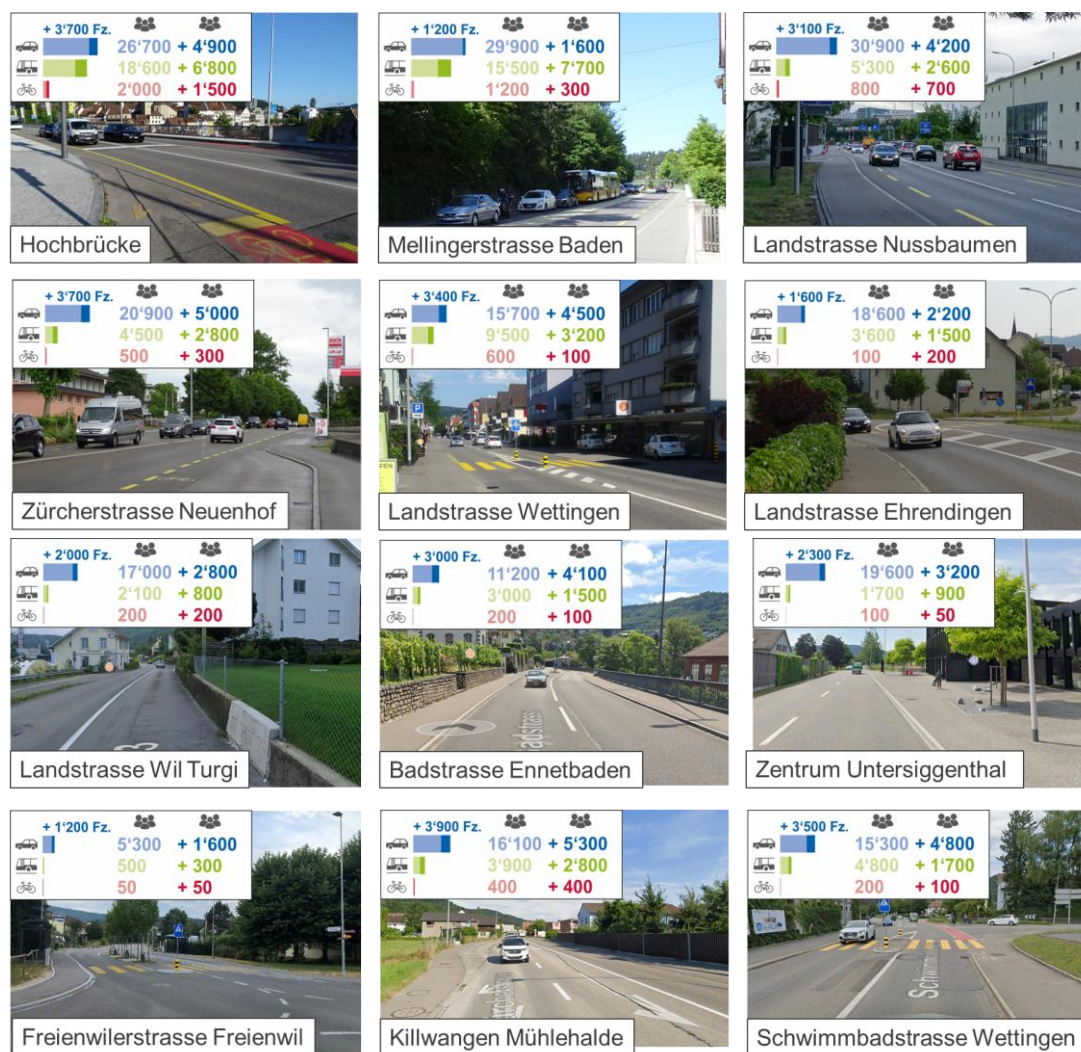 + 3‘700 Fz.
26‘700 + 4‘900
18‘600 + 6‘800
2‘000 + 1‘500
Hochbrücke
+ 1‘200 Fz.
29‘900 + 1‘600
15‘500 + 7‘700
1‘200 + 300
Mellingerstrasse Baden
+ 3‘100 Fz.
30‘900 + 4‘200
5‘300 + 2‘600
800 + 700
Landstrasse Nussbaumen
+ 3‘700 Fz.
20‘900 + 5‘000
4‘500 + 2‘800
500 + 300
Zürcherstrasse Neuenhof
+ 3‘400 Fz.
15‘700 + 4‘500
9‘500 + 3‘200
600 + 100
P
Landstrasse Wettingen
+ 1‘600 Fz.
18‘600 + 2‘200
3‘600 + 1‘500
100 + 200
Landstrasse Ehrendingen
+ 2‘000 Fz.
17‘000 + 2‘800
2‘100 + 800
200 + 200
Landstrasse Wil Turgi
+ 3‘000 Fz.
11‘200 + 4‘100
3‘000 + 1‘500
200 + 100
Badstrasse Ennetbaden
+ 2‘300 Fz.
19‘600 + 3‘200
1‘700 + 900
100 + 50
Zentrum Untersiggenthal
+ 1‘200 Fz.
5‘300 + 1‘600
500 + 300
50 + 50
Freienwilerstrasse Freienwil
+ 3‘900 Fz.
16‘100 + 5‘300
3‘900 + 2‘800
400 + 400
Killwangen Mühlehalde
+ 3‘500 Fz.
15‘300 + 4‘800
4‘800 + 1‘700
200 + 100
Schwimmbadstrasse Wettingen